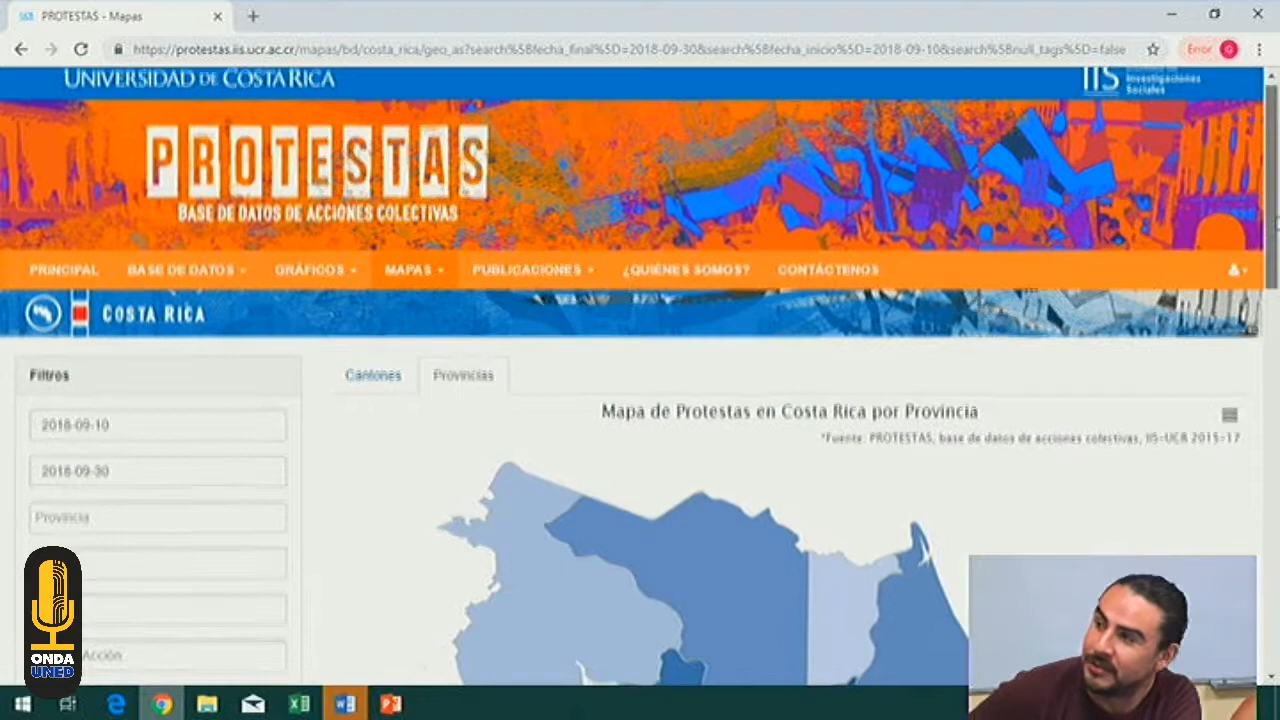 PROTESTAS - Mapas
https://protestas.iis.ucr.ac.cr/mapas/bd/costa_rica/geo_as?search%5Bfecha_final%5D=2018-09-30&search%5Bfecha_inicio%5D=2018-09-10&search%5Bnull_tags%5D=false
Error G
UNIVERSIDAD DE COSTA RICA
IIS
Investigaciones
Sociales
PROTESTAS
BASE DE DATOS DE ACCIONES COLECTIVAS
PRINCIPAL BASE DE DATOS GRÁFICOS MAPAS PUBLICACIONES ¿QUIÉNES SOMOS? CONTÁCTENOS
COSTA RICA
Filtros
Cantones Provincias
2018-09-10
Mapa de Protestas en Costa Rica por Provincia
*Fuente: PROTESTAS, base de datos de acciones colectivas, IIS-UCR 2015-17
2018-09-30
Provincia
Acción
ONDA
UNED